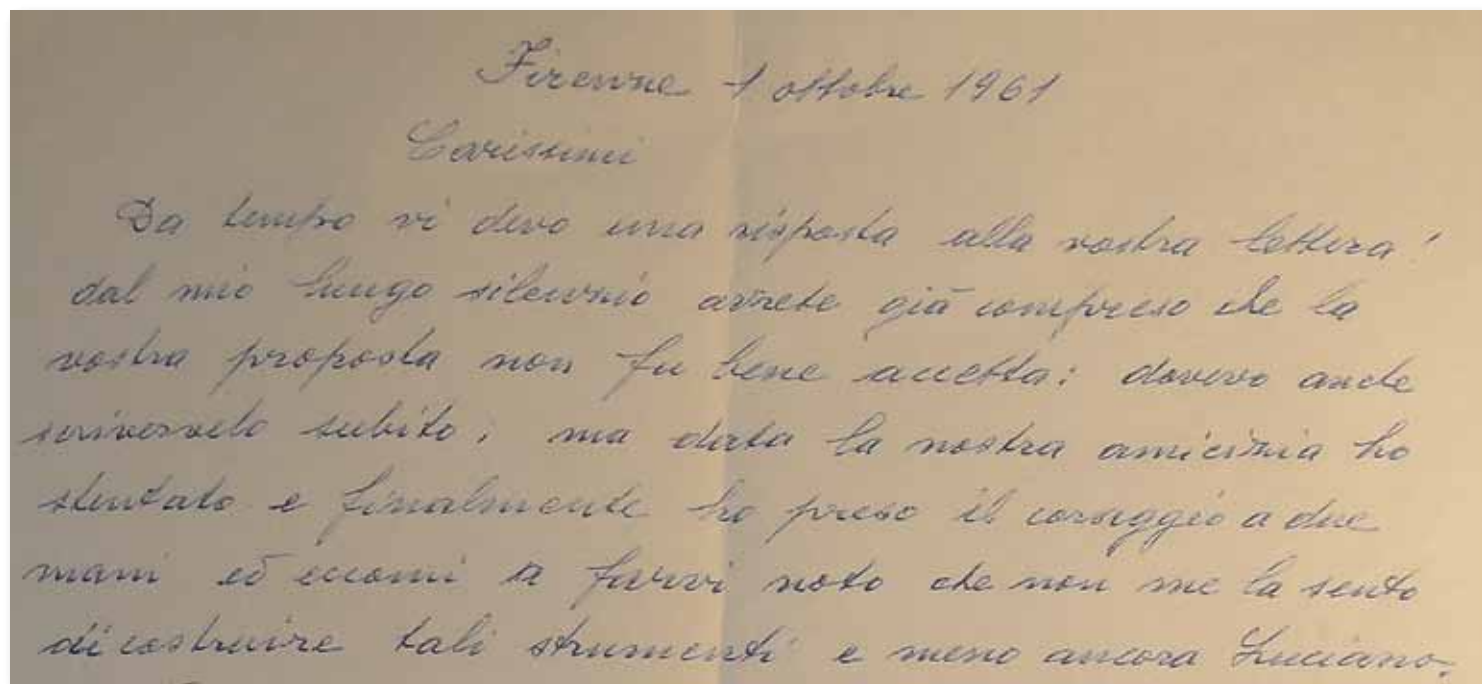 Firenze 1 ottobre 1961
Carissimi
Da tempo vi devo una risposta alla vostra lettera!
dal mio lungo silenzio avrete già compreso che la
vostra proposta non fu bene accetta: dovevo anche
scrivervelo subito; ma data la nostra amicizia ho
stentato e finalmente ho preso il coraggio a due
mani ed eccomi a farvi noto che non me la sento
di costruire tali strumenti e meno ancora Luciano.